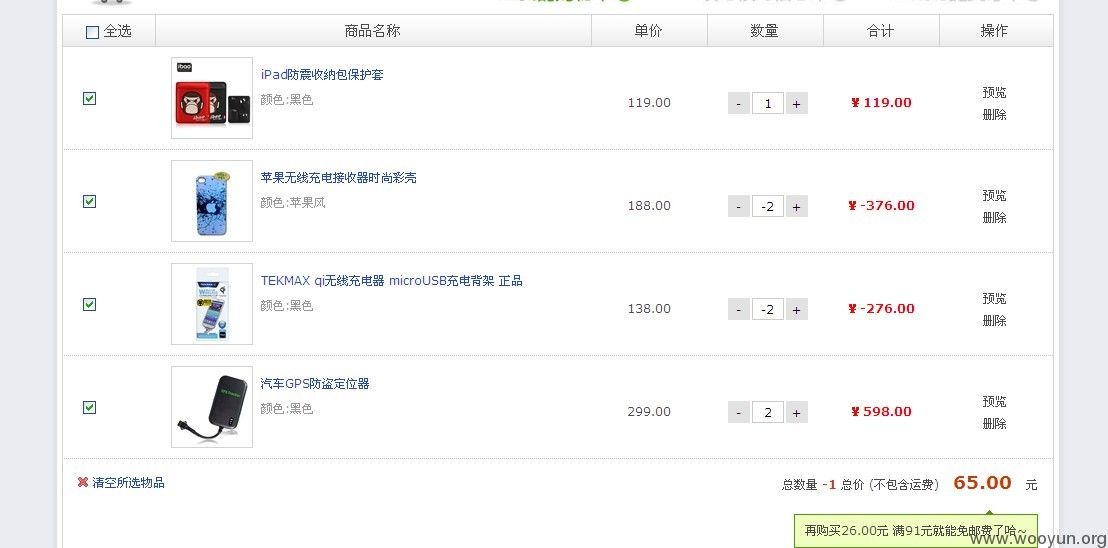 全选 商品名称 单价 数量 合计 操作
ibao
iPad防震收纳包保护套
颜色:黑色
119.00 - 1 + ¥ 119.00
预览
删除
苹果无线充电接收器时尚彩壳
颜色:苹果风
188.00 - -2 + ¥ -376.00
预览
删除
TEKMAX qi无线充电器 microUSB充电背架 正品
颜色:黑色
138.00 - -2 + ¥ -276.00
预览
删除
汽车GPS防盗定位器
颜色:黑色
299.00 - 2 + ¥ 598.00
预览
删除
清空所选物品 总数量 -1 总价 (不包含运费) 65.00 元
再购买26.00元 满91元就能免邮费了哈~
www.wooyun.org